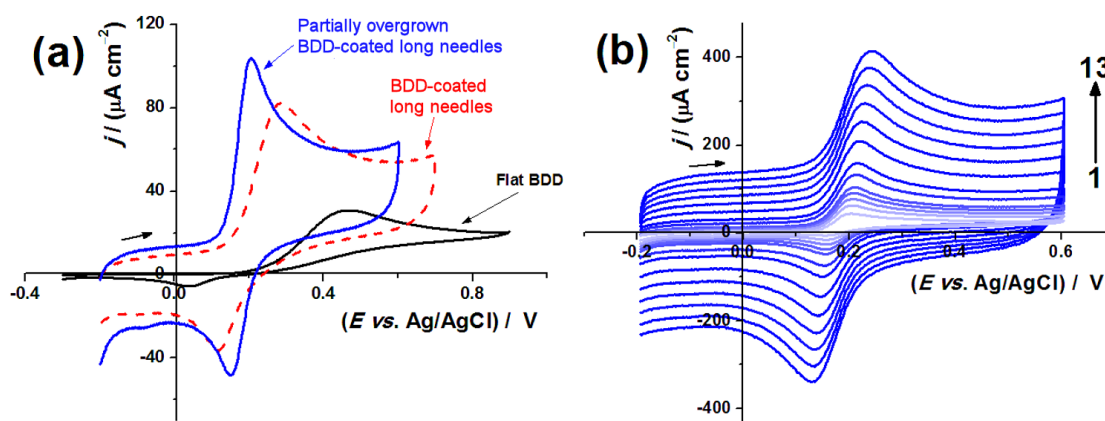 (a)
j / (µA cm⁻²)
120
80
40
0
-40
-0.4
0.0
0.4
0.8
(E vs. Ag/AgCl) / V
Partially overgrown
BDD-coated long needles
BDD-coated
long needles
Flat BDD
(b)
j / (µA cm⁻²)
400
200
0
-200
-400
-0.2
0.0
0.2
0.6
(E vs. Ag/AgCl) / V
13
1